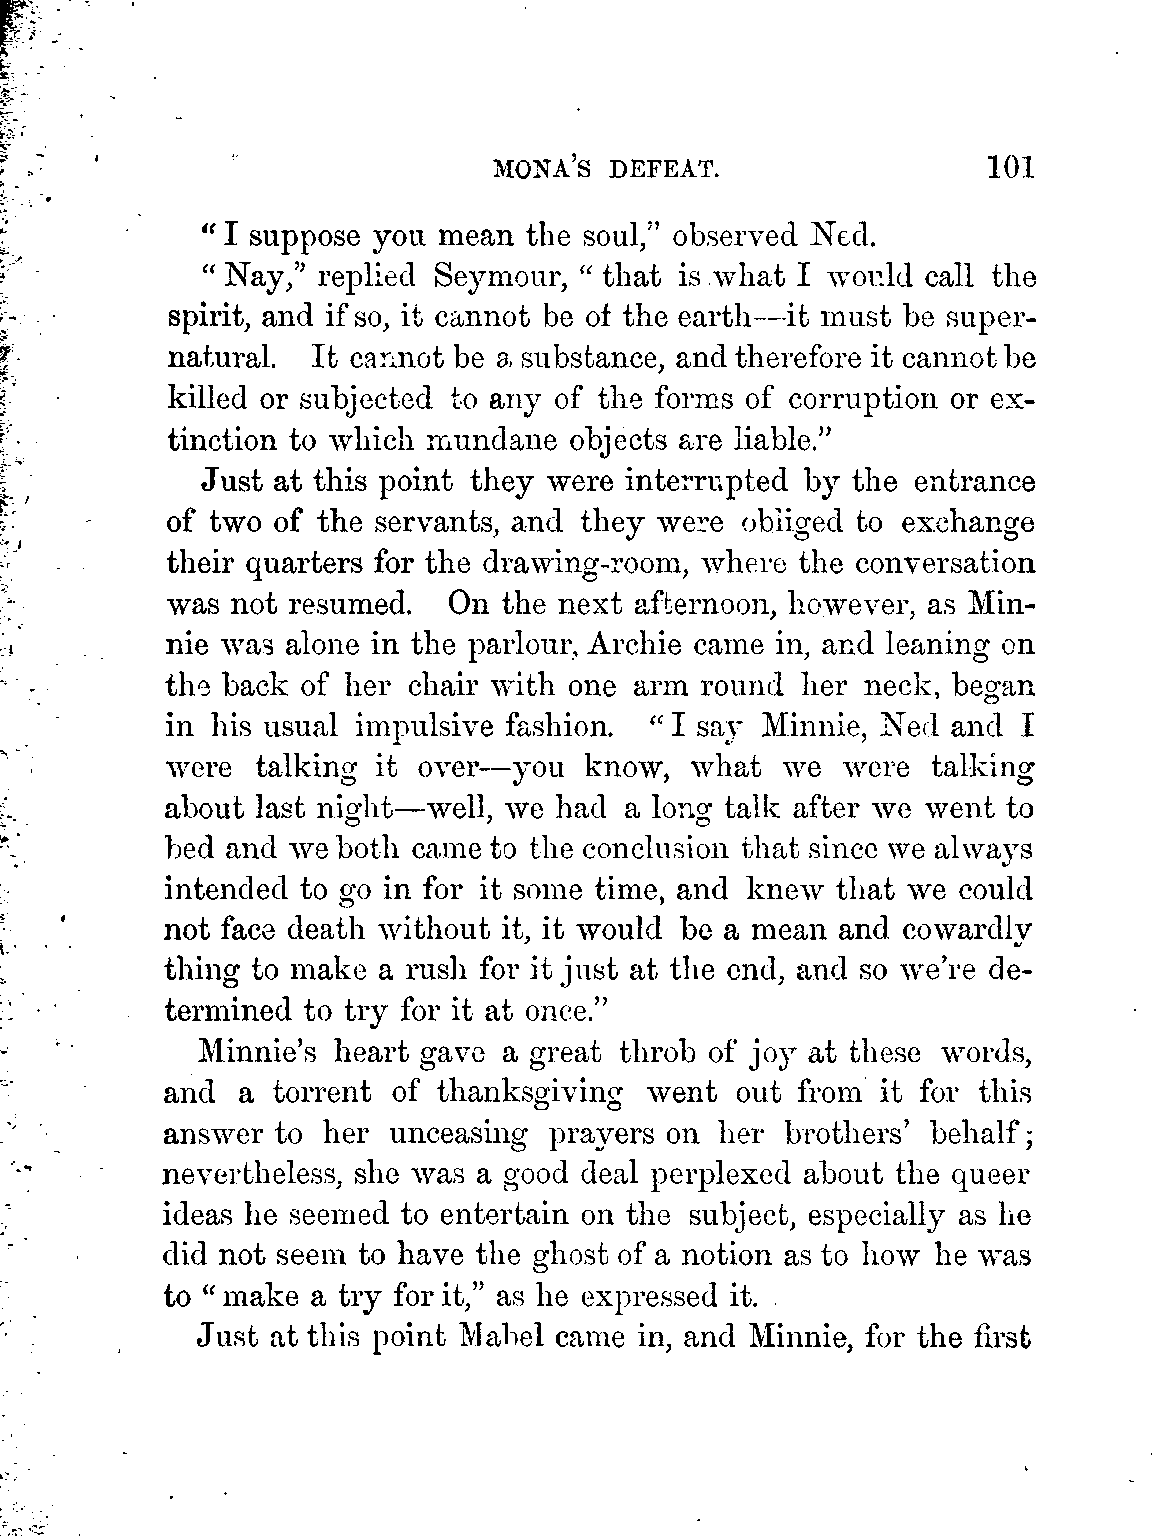 MONA'S DEFEAT. 101
“I suppose you mean the soul,” observed Ned.
“Nay,” replied Seymour, “that is what I would call the
spirit, and if so, it cannot be of the earth—it must be super-
natural. It cannot be a substance, and therefore it cannot be
killed or subjected to any of the forms of corruption or ex-
tinction to which mundane objects are liable.”
Just at this point they were interrupted by the entrance
of two of the servants, and they were obliged to exchange
their quarters for the drawing-room, where the conversation
was not resumed. On the next afternoon, however, as Min-
nie was alone in the parlour, Archie came in, and leaning on
the back of her chair with one arm round her neck, began
in his usual impulsive fashion. “I say Minnie, Ned and I
were talking it over—you know, what we were talking
about last night—well, we had a long talk after we went to
bed and we both came to the conclusion that since we always
intended to go in for it some time, and knew that we could
not face death without it, it would be a mean and cowardly
thing to make a rush for it just at the end, and so we're de-
termined to try for it at once.”
Minnie's heart gave a great throb of joy at these words,
and a torrent of thanksgiving went out from it for this
answer to her unceasing prayers on her brothers' behalf;
nevertheless, she was a good deal perplexed about the queer
ideas he seemed to entertain on the subject, especially as he
did not seem to have the ghost of a notion as to how he was
to “make a try for it,” as he expressed it.
Just at this point Mabel came in, and Minnie, for the first